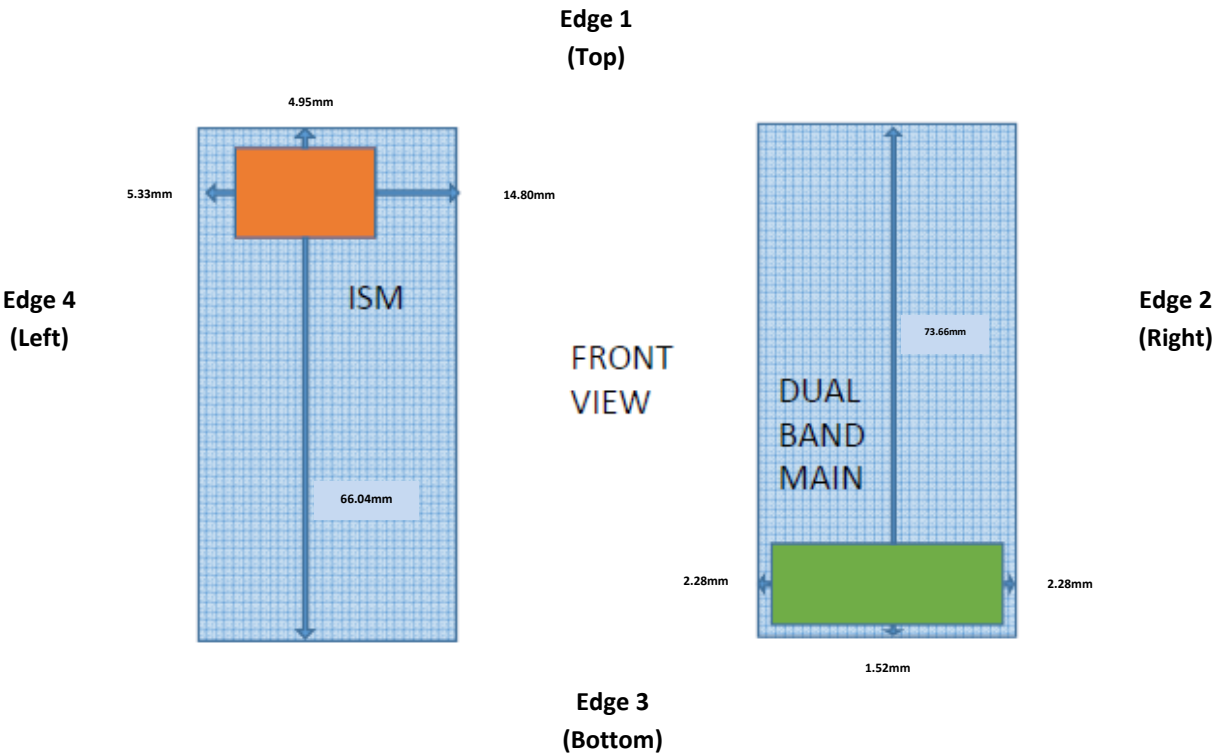 Edge 1
(Top)
4.95mm
5.33mm
14.80mm
ISM
Edge 4
(Left)
66.04mm
FRONT
VIEW
73.66mm
DUAL
BAND
MAIN
Edge 2
(Right)
2.28mm
2.28mm
1.52mm
Edge 3
(Bottom)